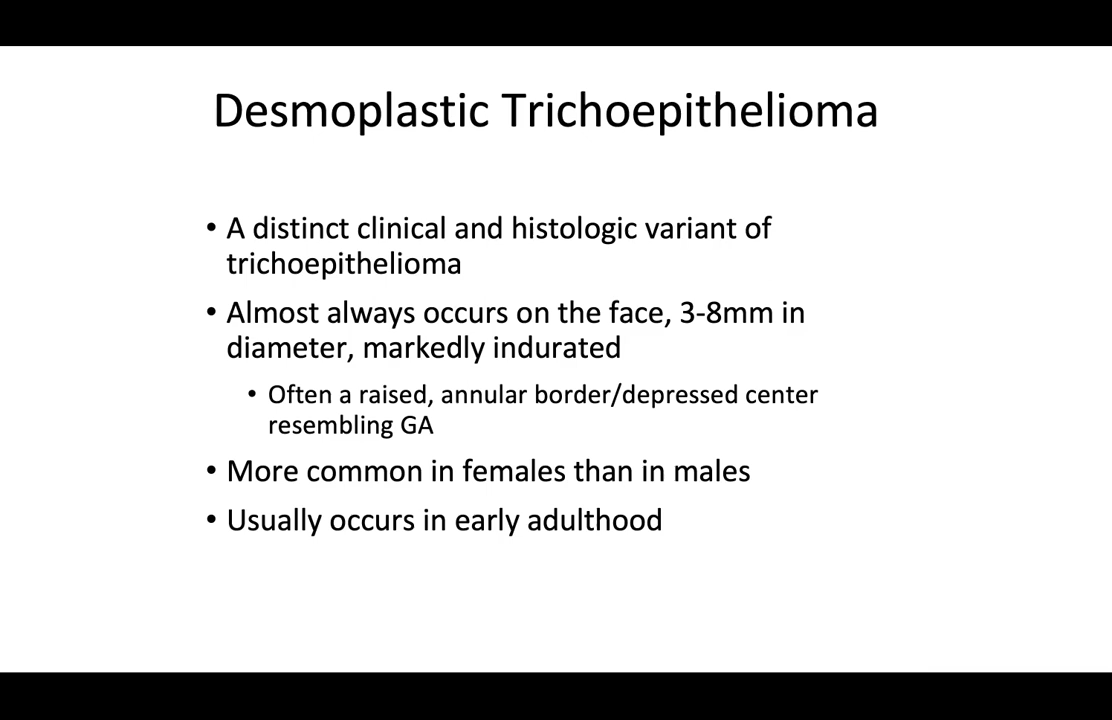 Desmoplastic Trichoepithelioma
• A distinct clinical and histologic variant of
trichoepithelioma
• Almost always occurs on the face, 3-8mm in
diameter, markedly indurated
• Often a raised, annular border/depressed center
resembling GA
• More common in females than in males
• Usually occurs in early adulthood